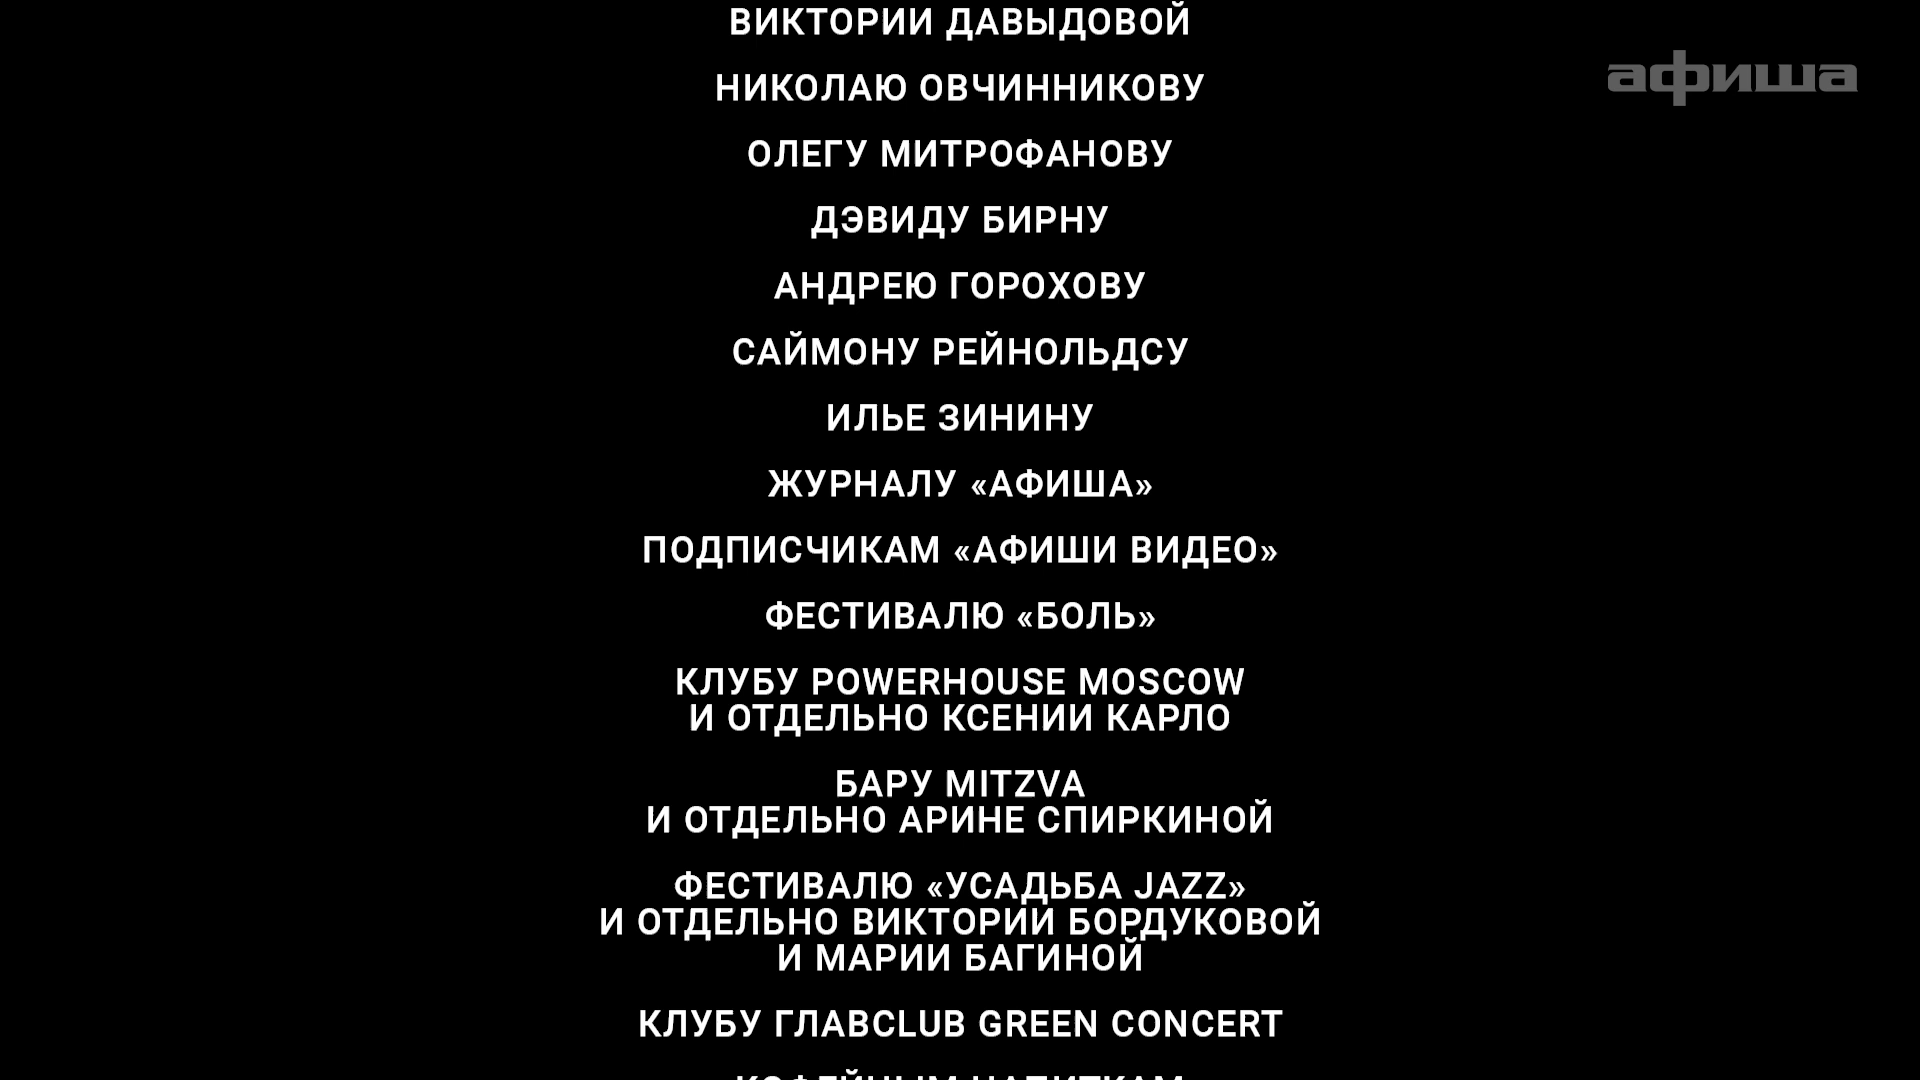 ВИКТОРИИ ДАВЫДОВОЙ
афиша
НИКОЛАЮ ОВЧИННИКОВУ
ОЛЕГУ МИТРОФАНОВУ
ДЭВИДУ БИРНУ
АНДРЕЮ ГОРОХОВУ
САЙМОНУ РЕЙНОЛЬДСУ
ИЛЬЕ ЗИНИНУ
ЖУРНАЛУ «АФИША»
ПОДПИСЧИКАМ «АФИШИ ВИДЕО»
ФЕСТИВАЛЮ «БОЛЬ»
КЛУБУ POWERHOUSE MOSCOW
И ОТДЕЛЬНО КСЕНИИ КАРЛО
БАРУ MITZVA
И ОТДЕЛЬНО АРИНЕ СПИРКИНОЙ
ФЕСТИВАЛЮ «УСАДЬБА JAZZ»
И ОТДЕЛЬНО ВИКТОРИИ БОРДУКОВОЙ
И МАРИИ БАГИНОЙ
КЛУБУ ГЛАВCLUB GREEN CONCERT